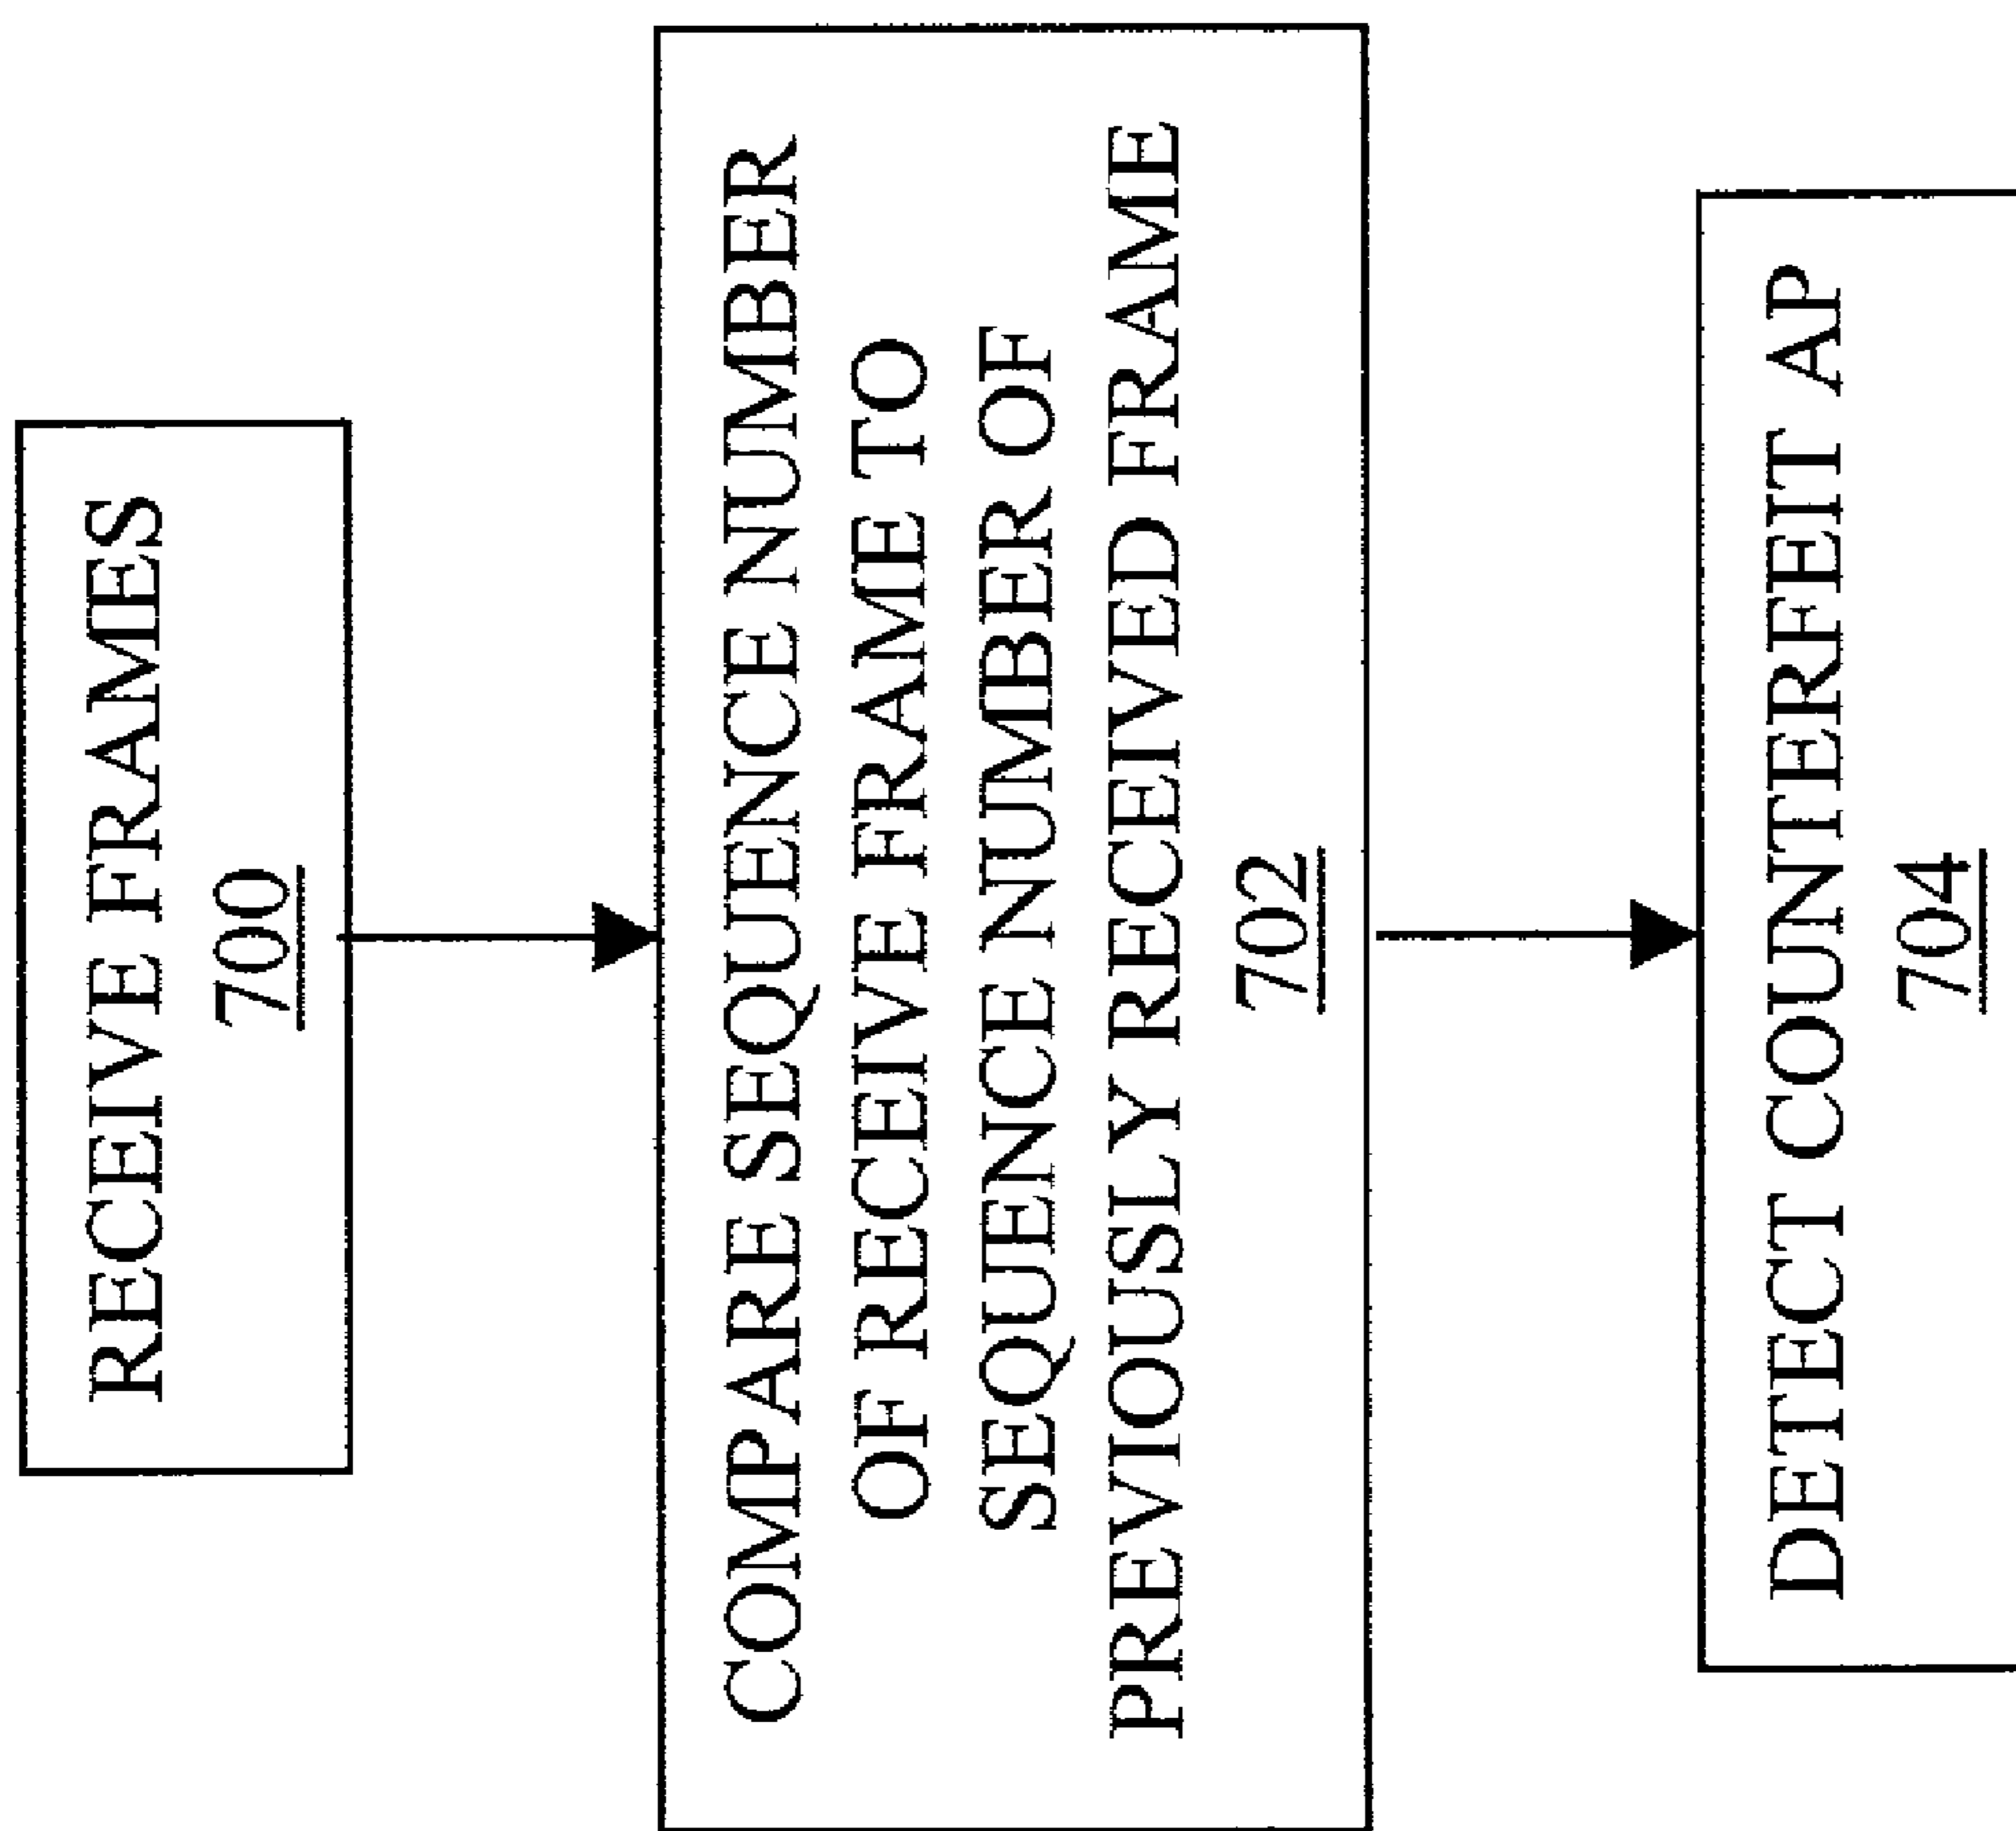 RECEIVE FRAMES
700
COMPARE SEQUENCE NUMBER
OF RECEIVE FRAME TO
SEQUENCE NUMBER OF
PREVIOUSLY RECEIVED FRAME
702
DETECT COUNTERFEIT AP
704